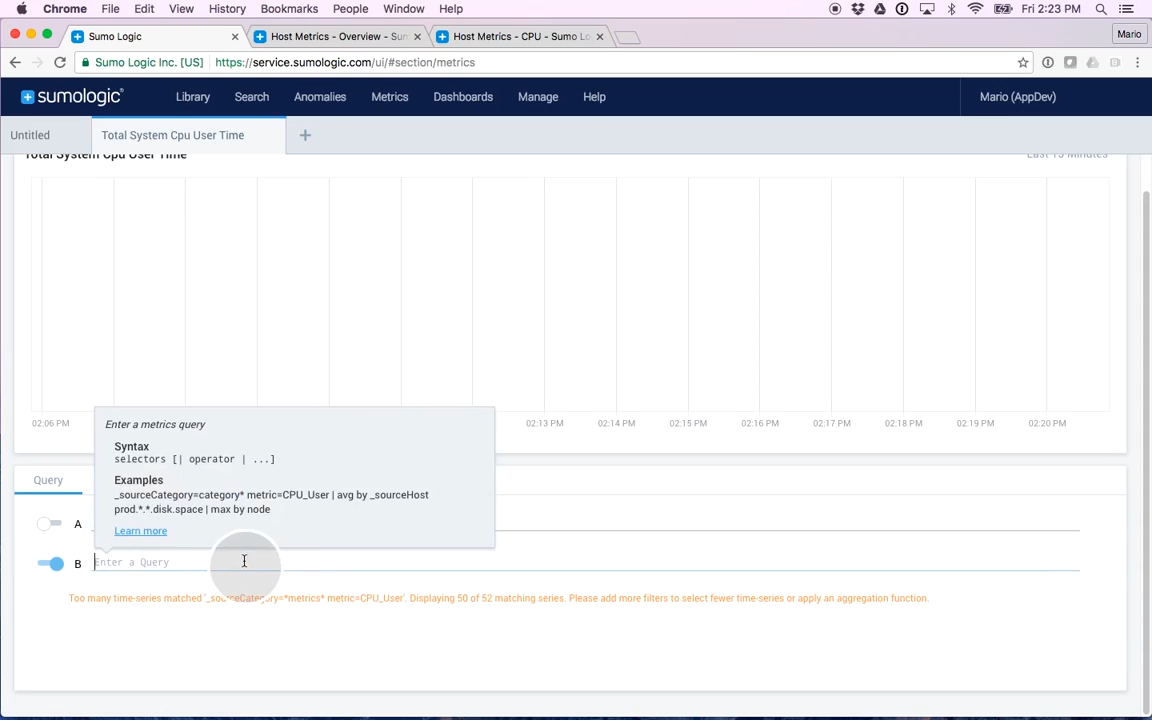 Chrome File Edit View History Bookmarks People Window Help Fri 2:23 PM
Sumo Logic Host Metrics - Overview - Sum Host Metrics - CPU - Sumo Lo Mario
Sumo Logic Inc. [US] https://service.sumologic.com/ui/#section/metrics
sumologic Library Search Anomalies Metrics Dashboards Manage Help Mario (AppDev)
Untitled Total System Cpu User Time +
Total System Cpu User Time Last 15 Minutes
02:06 PM 02:13 PM 02:14 PM 02:15 PM 02:16 PM 02:17 PM 02:18 PM 02:19 PM 02:20 PM
Enter a metrics query
Syntax
selectors [| operator | ...]
Examples
_sourceCategory=category* metric=CPU_User | avg by _sourceHost
prod.*.*.disk.space | max by node
Learn more
Query
A
B Enter a Query
Too many time-series matched '_sourceCategory=*metrics* metric=CPU_User'. Displaying 50 of 52 matching series. Please add more filters to select fewer time-series or apply an aggregation function.